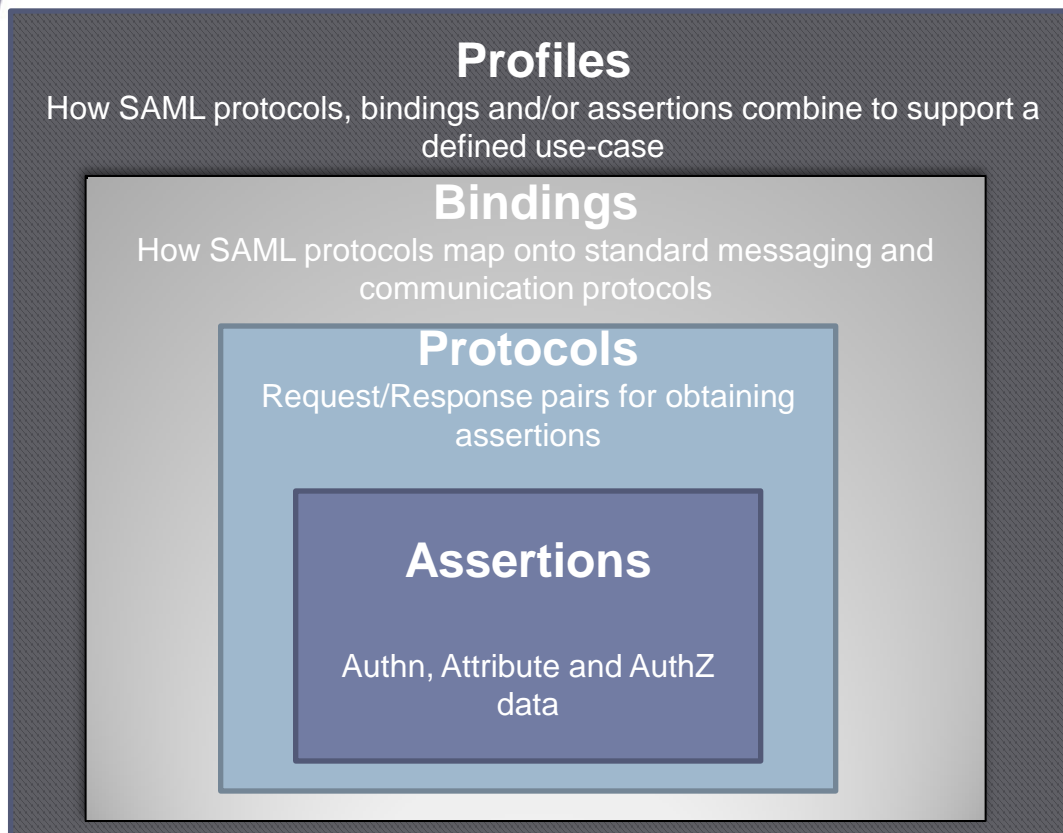 Profiles
How SAML protocols, bindings and/or assertions combine to support a
defined use-case
Bindings
How SAML protocols map onto standard messaging and
communication protocols
Protocols
Request/Response pairs for obtaining
assertions
Assertions
Authn, Attribute and AuthZ
data